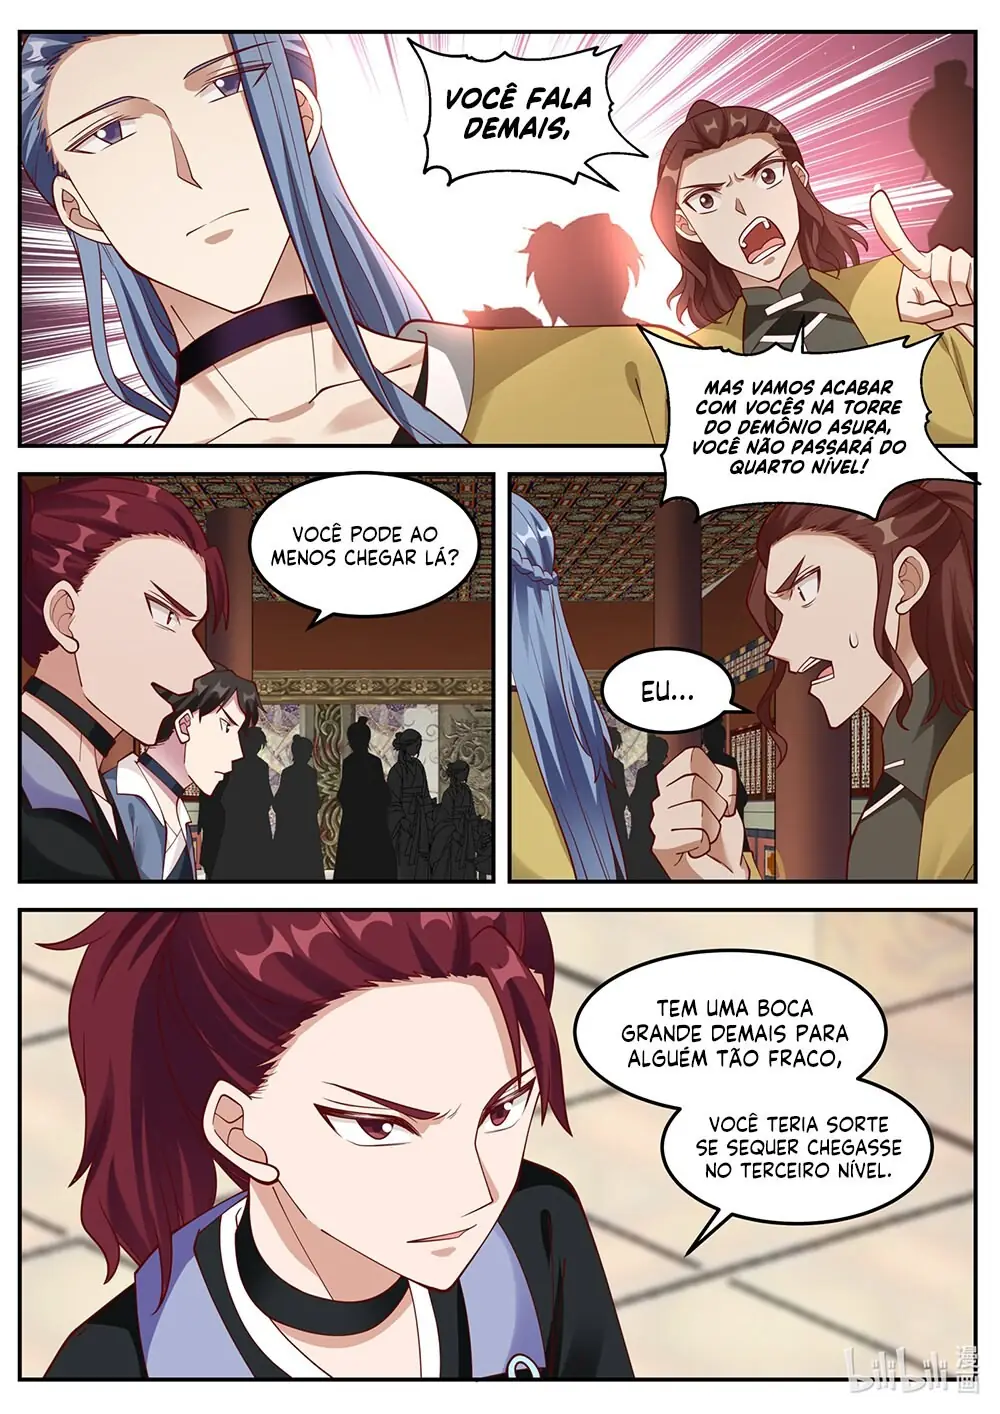 VOCÊ FALA
DEMAIS,
MAS VAMOS ACABAR
COM VOCÊS NA TORRE
DO DEMÔNIO ASURA,
VOCÊ NÃO PASSARÁ DO
QUARTO NÍVEL!
VOCÊ PODE AO
MENOS CHEGAR LÁ?
EU...
TEM UMA BOCA
GRANDE DEMAIS PARA
ALGUÉM TÃO FRACO,
VOCÊ TERIA SORTE
SE SEQUER CHEGASSE
NO TERCEIRO NÍVEL.
bilibili 漫画